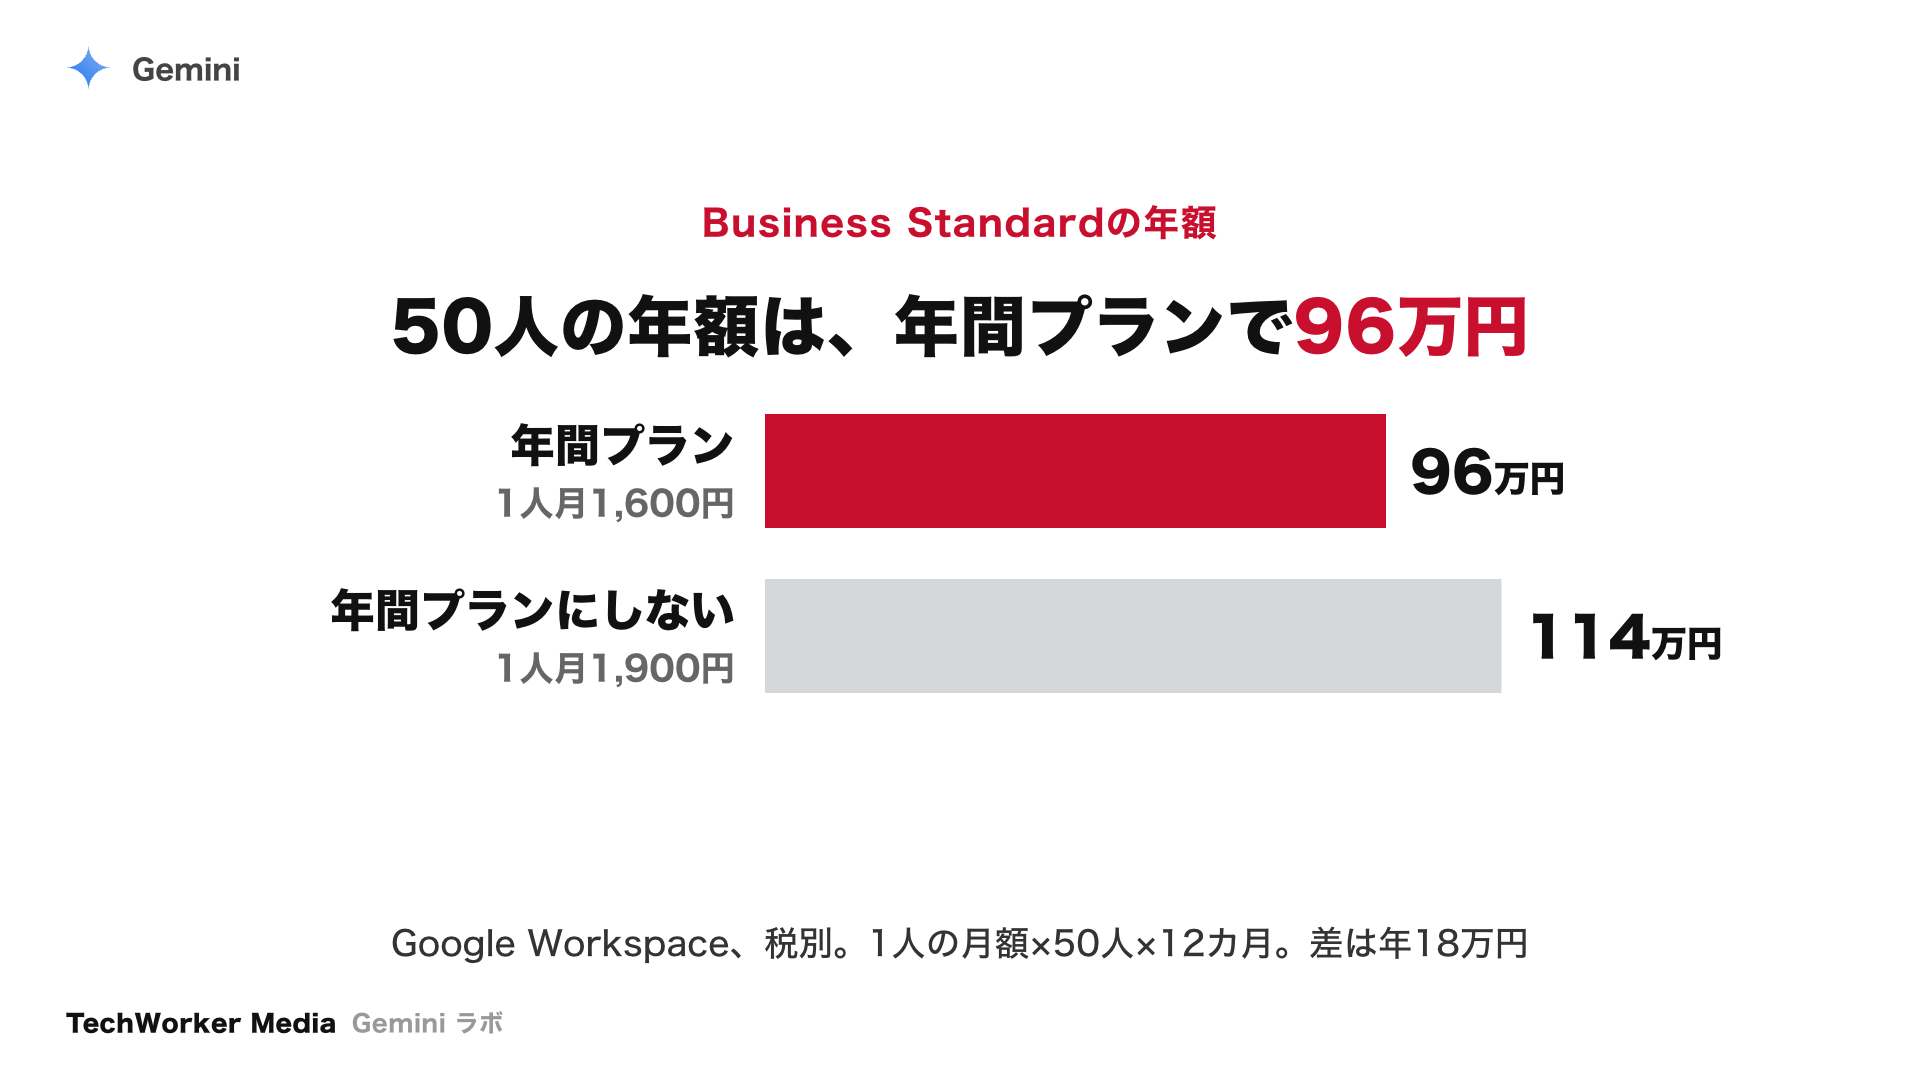 Gemini
Business Standardの年額
50人の年額は、年間プランで96万円
年間プラン
1人月1,600円
96万円
年間プランにしない
1人月1,900円
114万円
Google Workspace、税別。1人の月額×50人×12カ月。差は年18万円
TechWorker Media Gemini ラボ